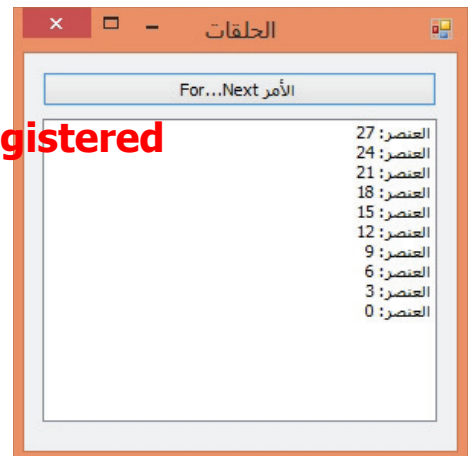 الحلقات
الأمر For...Next
gistered
العنصر: 27
العنصر: 24
العنصر: 21
العنصر: 18
العنصر: 15
العنصر: 12
العنصر: 9
العنصر: 6
العنصر: 3
العنصر: 0